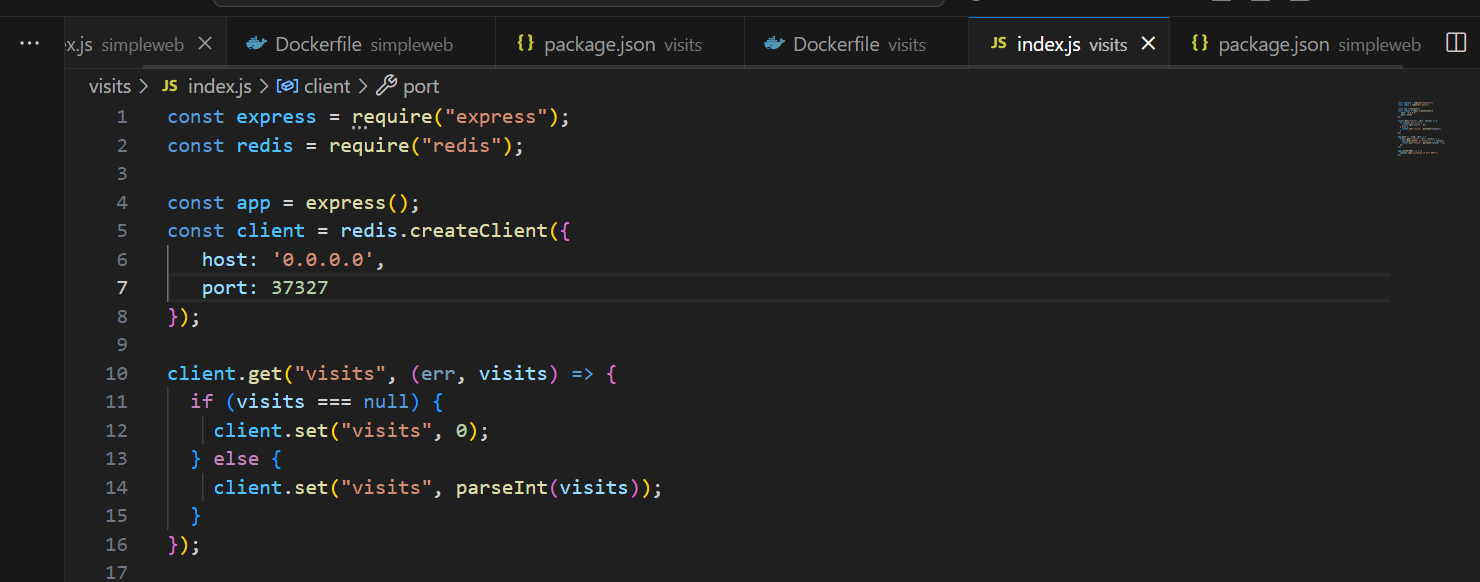 ··· ex.js simpleweb × Dockerfile simpleweb {} package.json visits Dockerfile visits JS index.js visits × {} package.json simpleweb
visits > JS index.js > client > port
1 const express = require("express");
2 const redis = require("redis");
3
4 const app = express();
5 const client = redis.createClient({
6 host: '0.0.0.0',
7 port: 37327
8 });
9
10 client.get("visits", (err, visits) => {
11 if (visits === null) {
12 client.set("visits", 0);
13 } else {
14 client.set("visits", parseInt(visits));
15 }
16 });
17